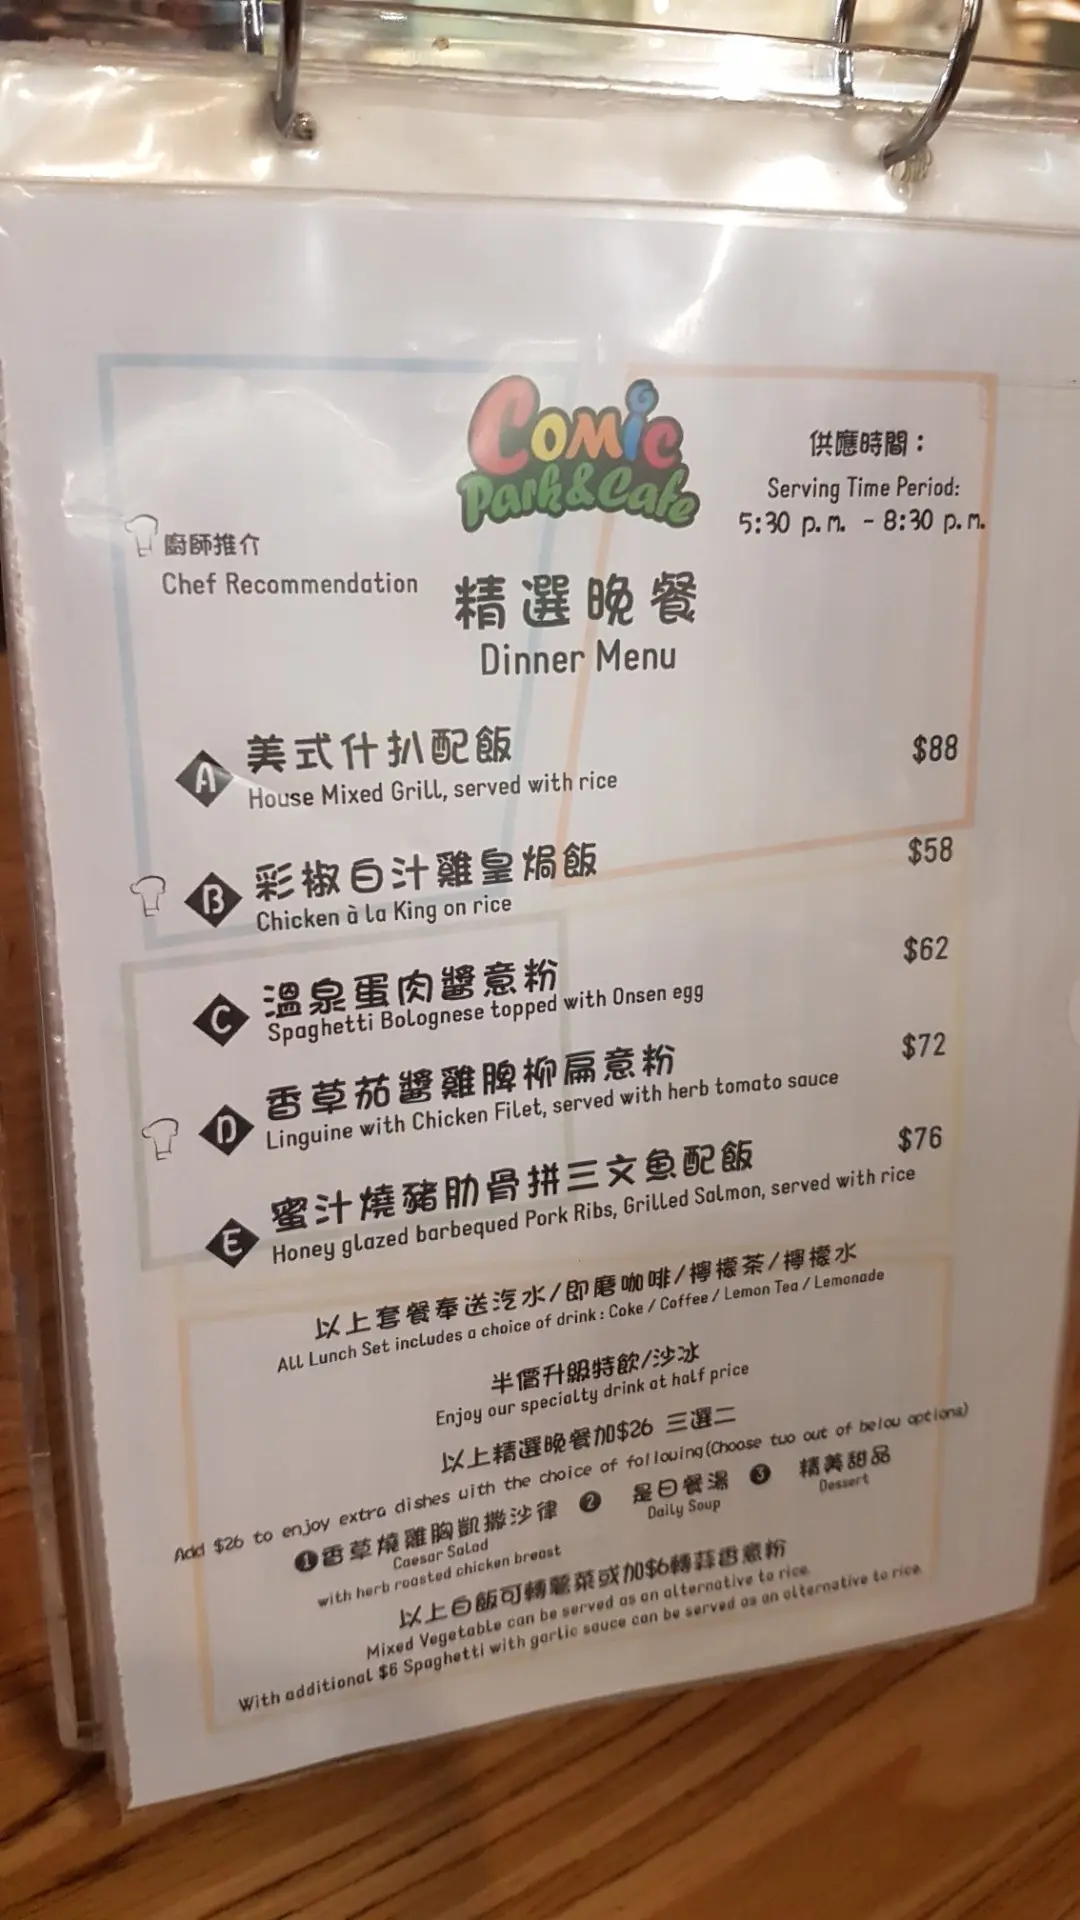 Comic
Park&Cafe
供應時間：
Serving Time Period:
5:30 p.m. - 8:30 p.m.
廚師推介
Chef Recommendation
精選晚餐
Dinner Menu
A 美式什扒配飯 $88
House Mixed Grill, served with rice
B 彩椒白汁雞皇焗飯 $58
Chicken à la King on rice
C 溫泉蛋肉醬意粉 $62
Spaghetti Bolognese topped with Onsen egg
D 香草茄醬雞脾柳扁意粉 $72
Linguine with Chicken Filet, served with herb tomato sauce
E 蜜汁燒豬肋骨拼三文魚配飯 $76
Honey glazed barbequed Pork Ribs, Grilled Salmon, served with rice
以上套餐奉送汽水/即磨咖啡/檸檬茶/檸檬水
All Lunch Set includes a choice of drink: Coke / Coffee / Lemon Tea / Lemonade
半價升級特飲/沙冰
Enjoy our specialty drink at half price
以上精選晚餐加$26 三選二
Add $26 to enjoy extra dishes with the choice of following(Choose two out of below options)
❶香草燒雞胸凱撒沙律 ❷ 是日餐湯 ❸ 精美甜品
Caesar Salad Daily Soup Dessert
with herb roasted chicken breast
以上白飯可轉雜菜或加$6轉蒜香意粉
Mixed Vegetable can be served as an alternative to rice.
With additional $6 Spaghetti with garlic sauce can be served as an alternative to rice.